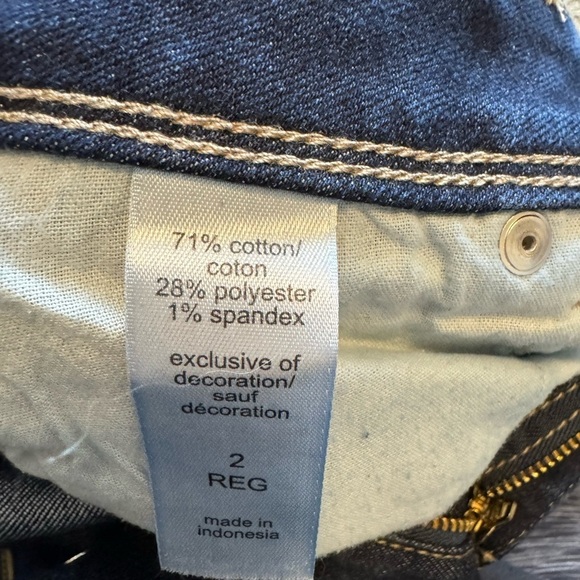 71% cotton/
coton
28% polyester
1% spandex
exclusive of
decoration/
sauf
décoration
2
REG
made in
indonesia